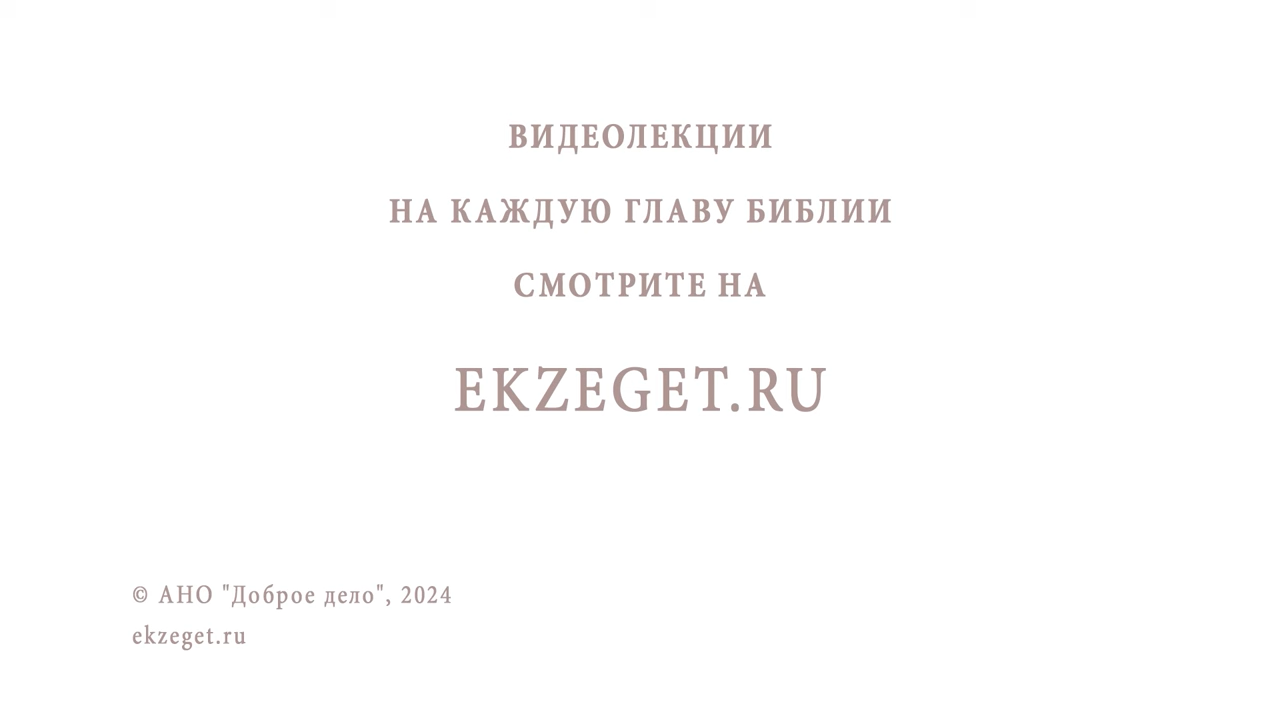 ВИДЕОЛЕКЦИИ
НА КАЖДУЮ ГЛАВУ БИБЛИИ
СМОТРИТЕ НА
EKZEGET.RU
© АНО "Доброе дело", 2024
ekzeget.ru